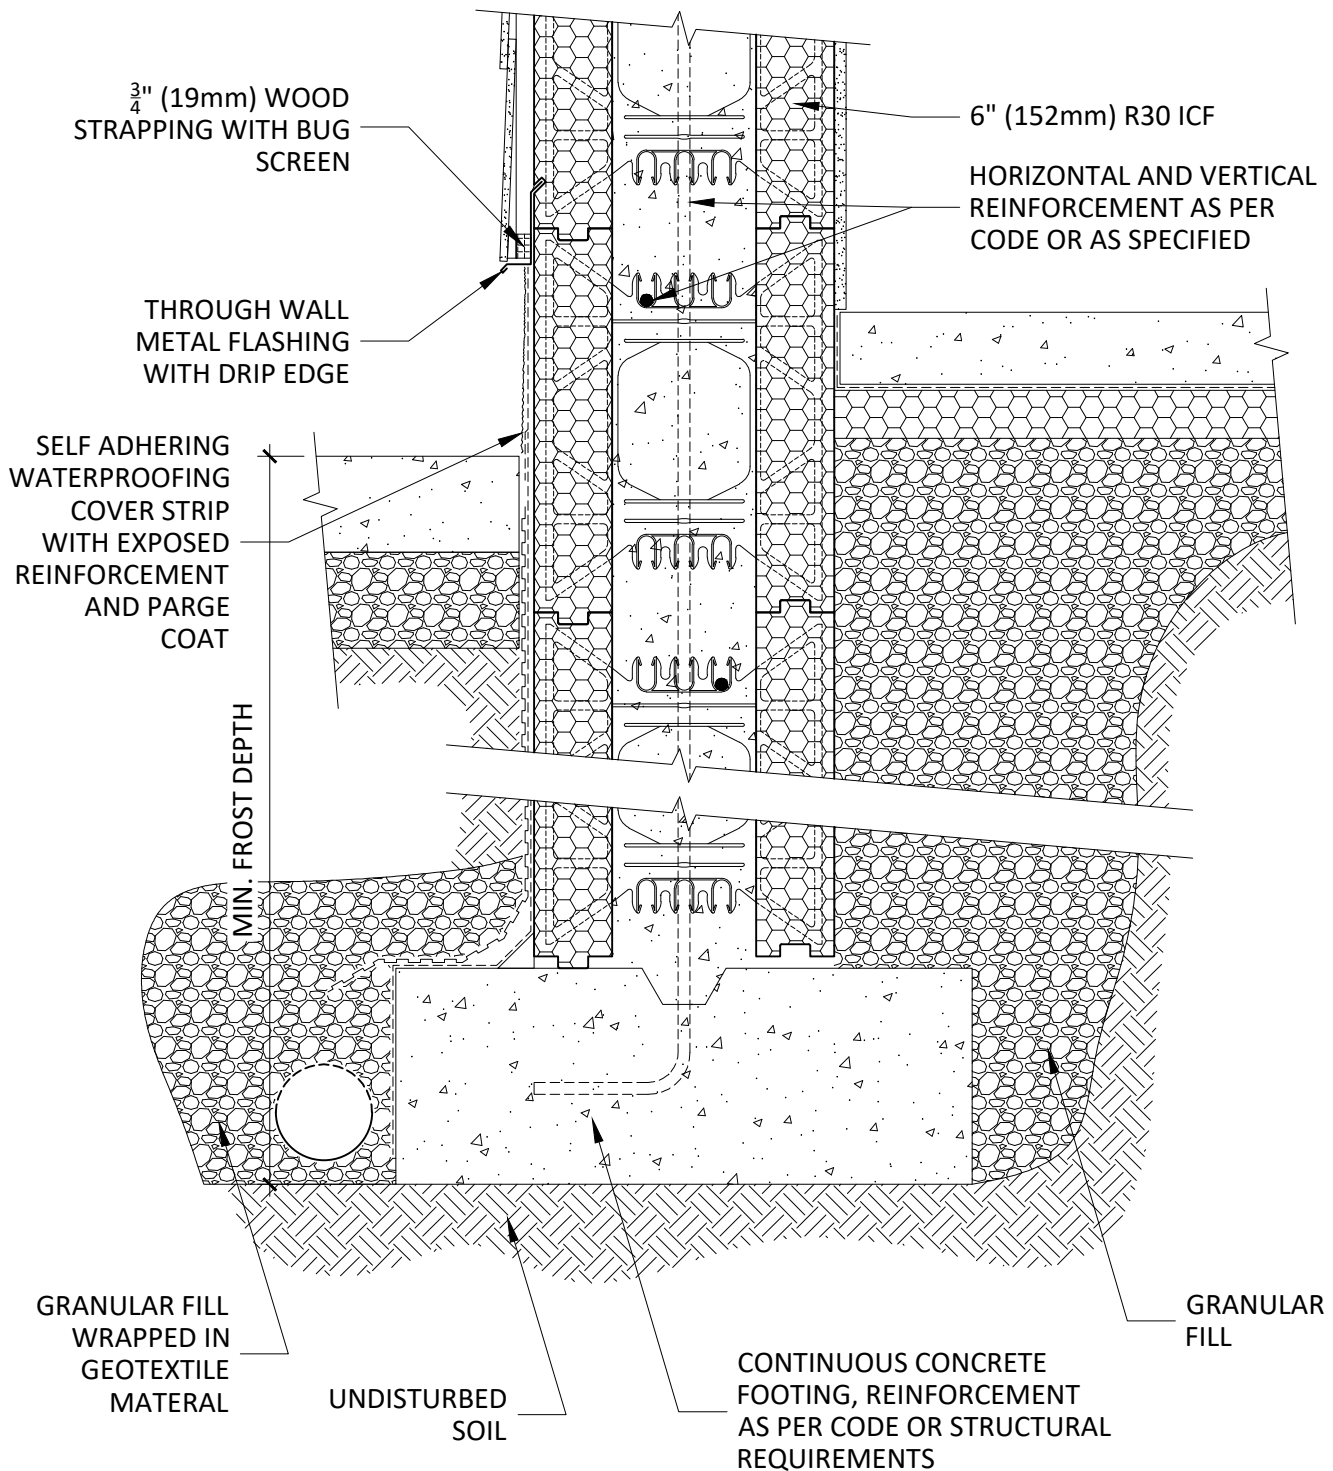 ¾" (19mm) WOOD
STRAPPING WITH BUG
SCREEN
6" (152mm) R30 ICF
HORIZONTAL AND VERTICAL
REINFORCEMENT AS PER
CODE OR AS SPECIFIED
THROUGH WALL
METAL FLASHING
WITH DRIP EDGE
SELF ADHERING
WATERPROOFING
COVER STRIP
WITH EXPOSED
REINFORCEMENT
AND PARGE
COAT
MIN. FROST DEPTH
GRANULAR FILL
WRAPPED IN
GEOTEXTILE
MATERAL
UNDISTURBED
SOIL
CONTINUOUS CONCRETE
FOOTING, REINFORCEMENT
AS PER CODE OR STRUCTURAL
REQUIREMENTS
GRANULAR
FILL